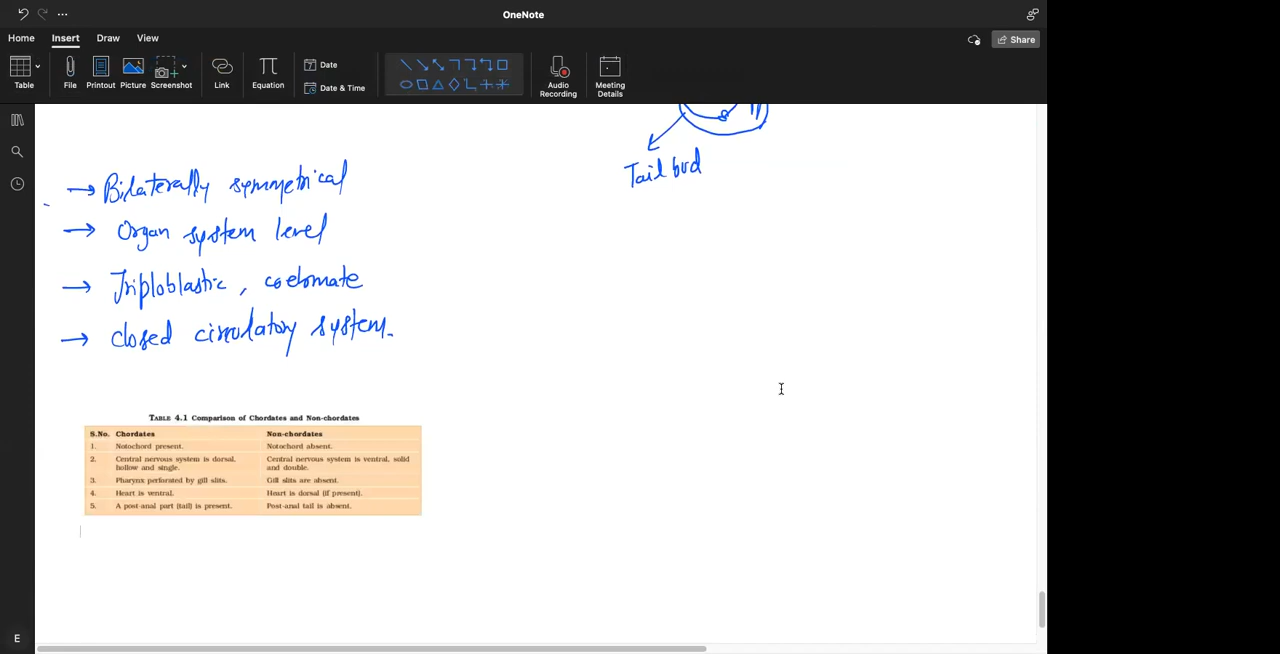 OneNote
Home Insert Draw View
Share
Table File Printout Picture Screenshot Link Equation Date Date & Time Audio Recording Meeting Details
Tail bud
→ Bilaterally symmetrical
→ Organ system level
→ Triploblastic, coelomate
→ closed circulatory system.
TABLE 4.1 Comparison of Chordates and Non-chordates
S.No. Chordates Non-chordates
1. Notochord present. Notochord absent.
2. Central nervous system is dorsal, hollow and single. Central nervous system is ventral, solid and double.
3. Pharynx perforated by gill slits. Gill slits are absent.
4. Heart is ventral. Heart is dorsal (if present).
5. A post-anal part (tail) is present. Post-anal tail is absent.
E